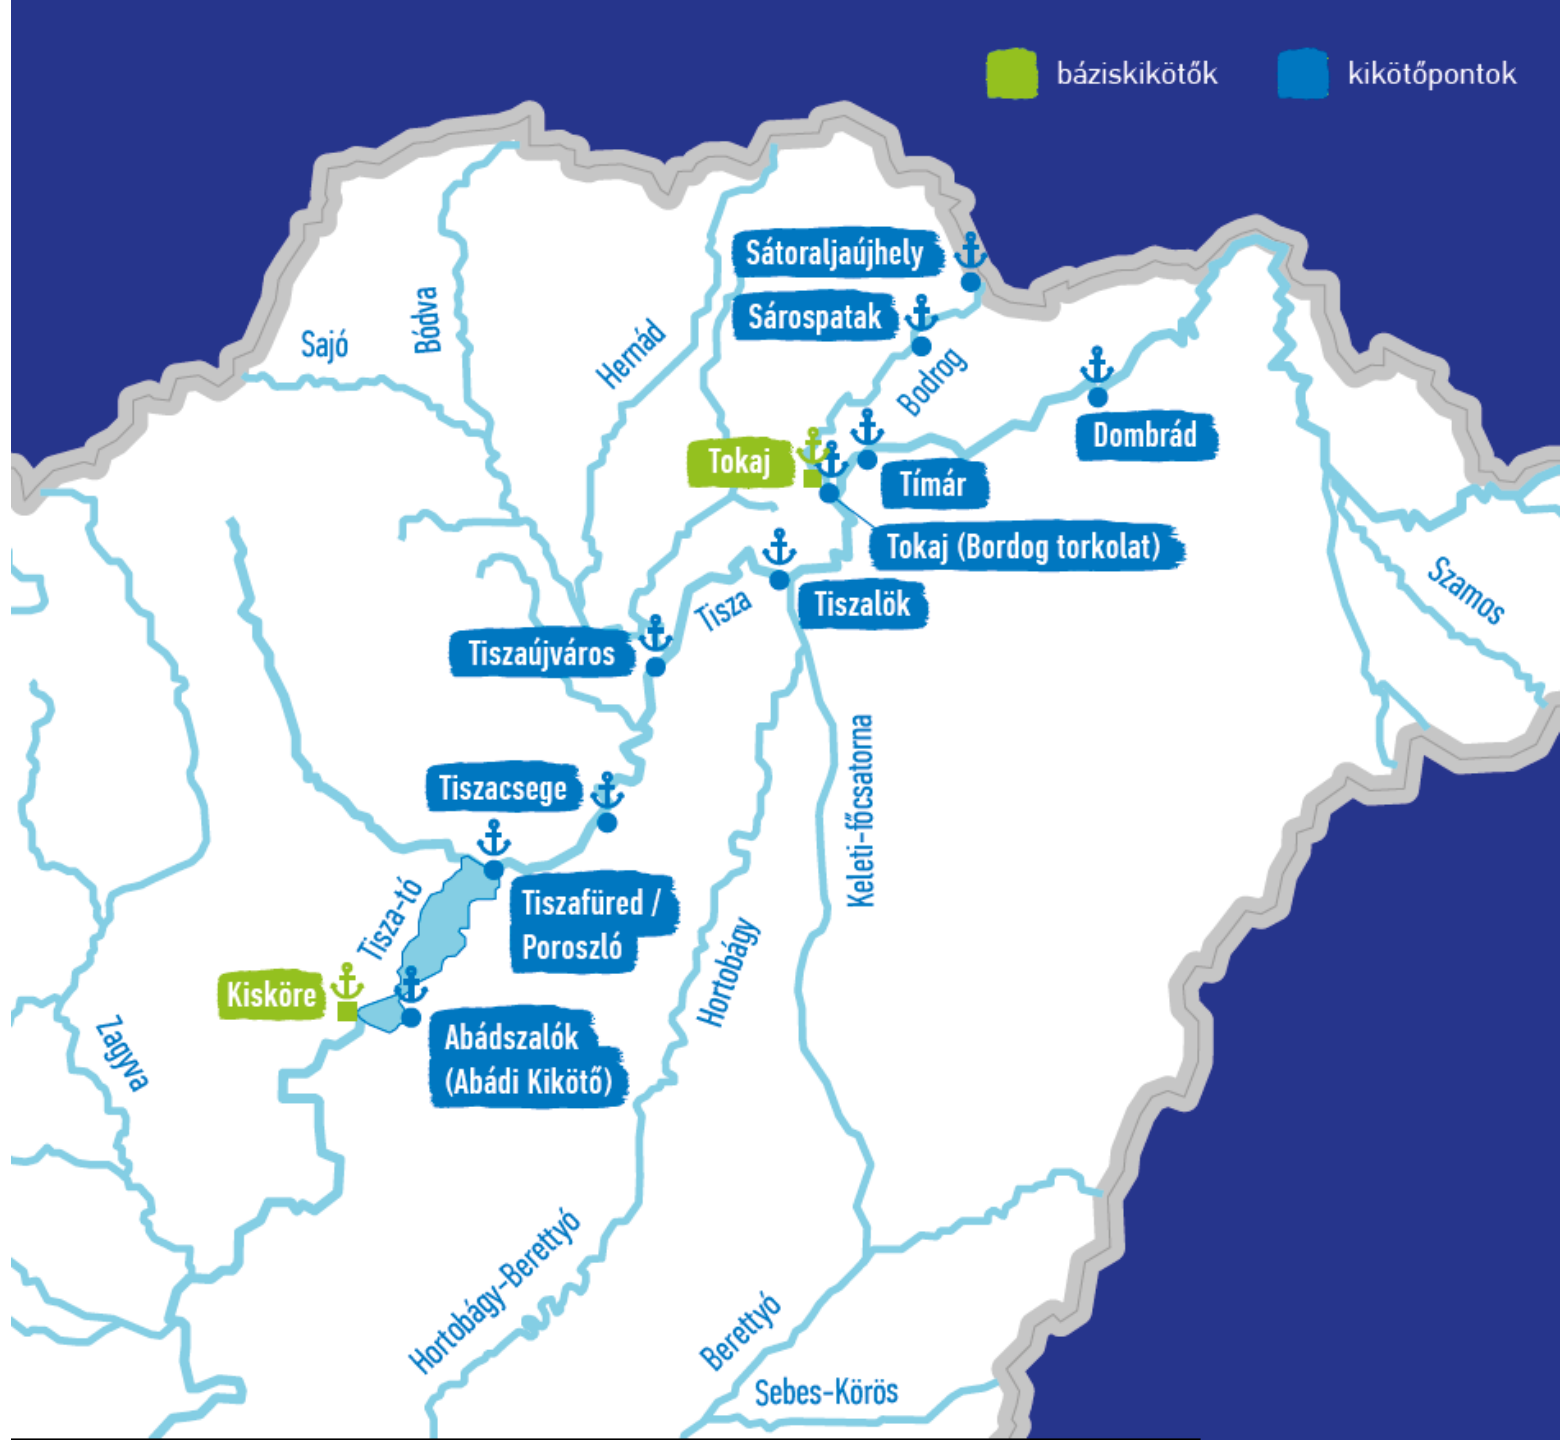 báziskikötők
kikötőpontok
Sátoraljaújhely
Sárospatak
Sajó
Bódva
Hernád
Bodrog
Dombrád
Tokaj
Tímár
Tokaj (Bordog torkolat)
Szamos
Tiszalök
Tisza
Tiszaújváros
Keleti-főcsatorna
Tiszacsege
Tiszafüred /
Poroszló
Tisza-tó
Hortobágy
Kisköre
Abádszalók
(Abádi Kikötő)
Zagyva
Hortobágy-Berettyó
Berettyó
Sebes-Körös